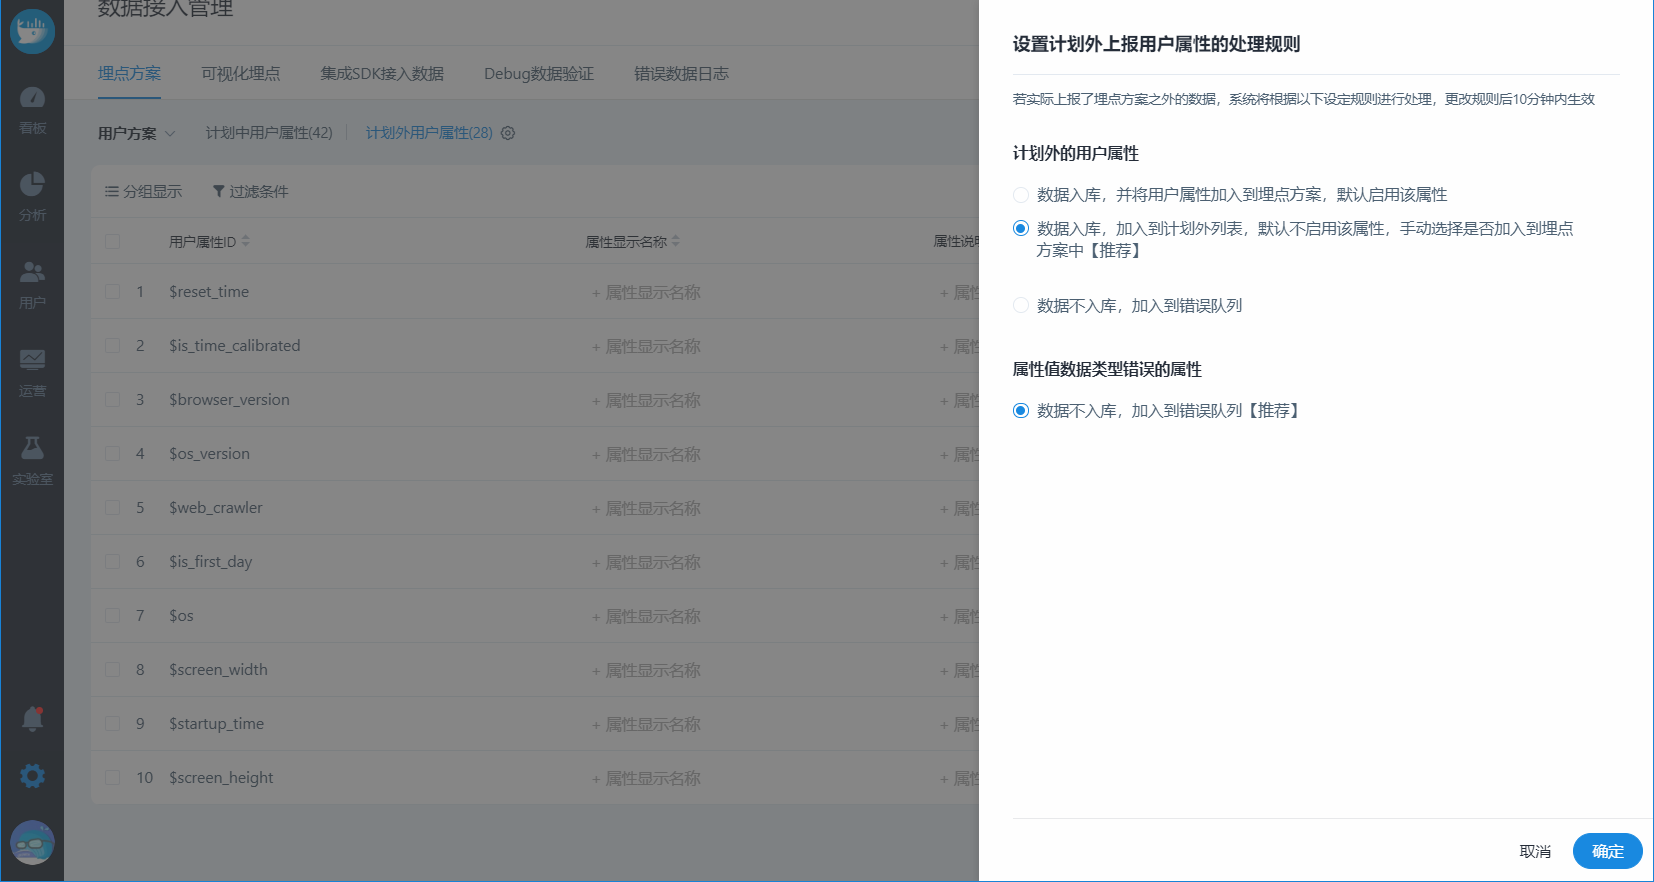 数据接入管理
埋点方案
可视化埋点
集成SDK接入数据
Debug数据验证
错误数据日志
用户方案
计划中用户属性(42)
计划外用户属性(28)
分组显示
过滤条件
用户属性ID
属性显示名称
属性说明
1 $reset_time + 属性显示名称 + 属性
2 $is_time_calibrated + 属性显示名称 + 属性
3 $browser_version + 属性显示名称 + 属性
4 $os_version + 属性显示名称 + 属性
5 $web_crawler + 属性显示名称 + 属性
6 $is_first_day + 属性显示名称 + 属性
7 $os + 属性显示名称 + 属性
8 $screen_width + 属性显示名称 + 属性
9 $startup_time + 属性显示名称 + 属性
10 $screen_height + 属性显示名称 + 属性
看板
分析
用户
运营
实验室
设置计划外上报用户属性的处理规则
若实际上报了埋点方案之外的数据，系统将根据以下设定规则进行处理，更改规则后10分钟内生效
计划外的用户属性
数据入库，并将用户属性加入到埋点方案，默认启用该属性
数据入库，加入到计划外列表，默认不启用该属性，手动选择是否加入到埋点
方案中【推荐】
数据不入库，加入到错误队列
属性值数据类型错误的属性
数据不入库，加入到错误队列【推荐】
取消
确定